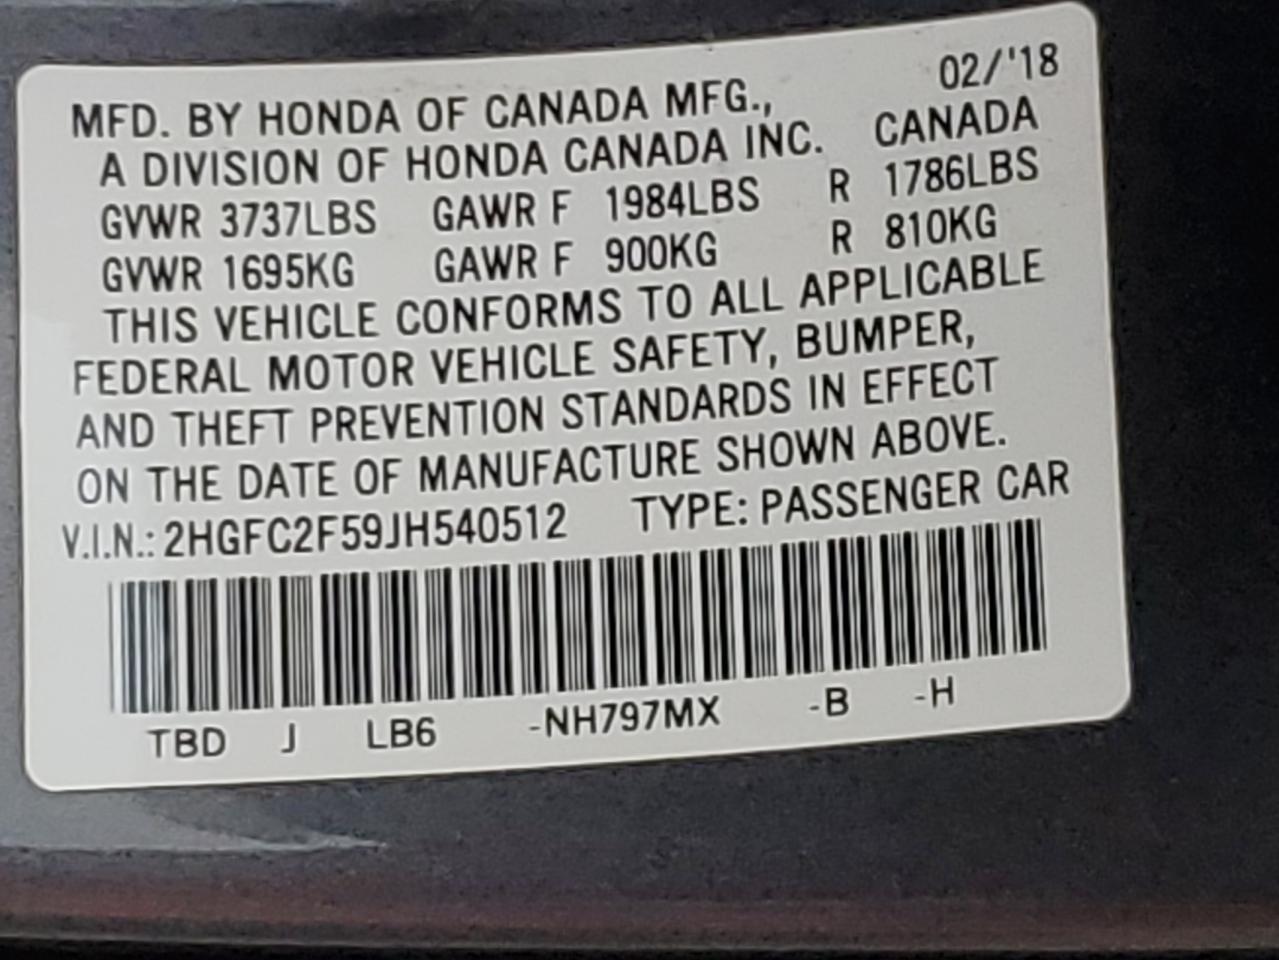 02/'18
MFD. BY HONDA OF CANADA MFG.,
A DIVISION OF HONDA CANADA INC. CANADA
GVWR 3737LBS GAWR F 1984LBS R 1786LBS
GVWR 1695KG GAWR F 900KG R 810KG
THIS VEHICLE CONFORMS TO ALL APPLICABLE
FEDERAL MOTOR VEHICLE SAFETY, BUMPER,
AND THEFT PREVENTION STANDARDS IN EFFECT
ON THE DATE OF MANUFACTURE SHOWN ABOVE.
V.I.N.: 2HGFC2F59JH540512 TYPE: PASSENGER CAR
TBD J LB6 -NH797MX -B -H